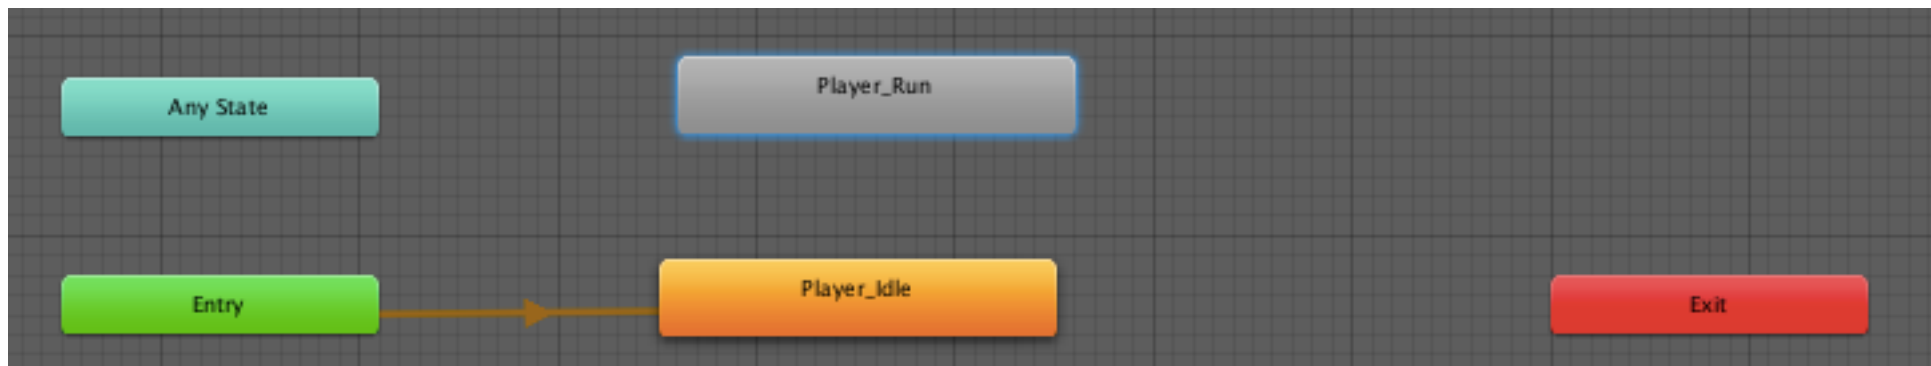 Any State
Player_Run
Entry
Player_Idle
Exit